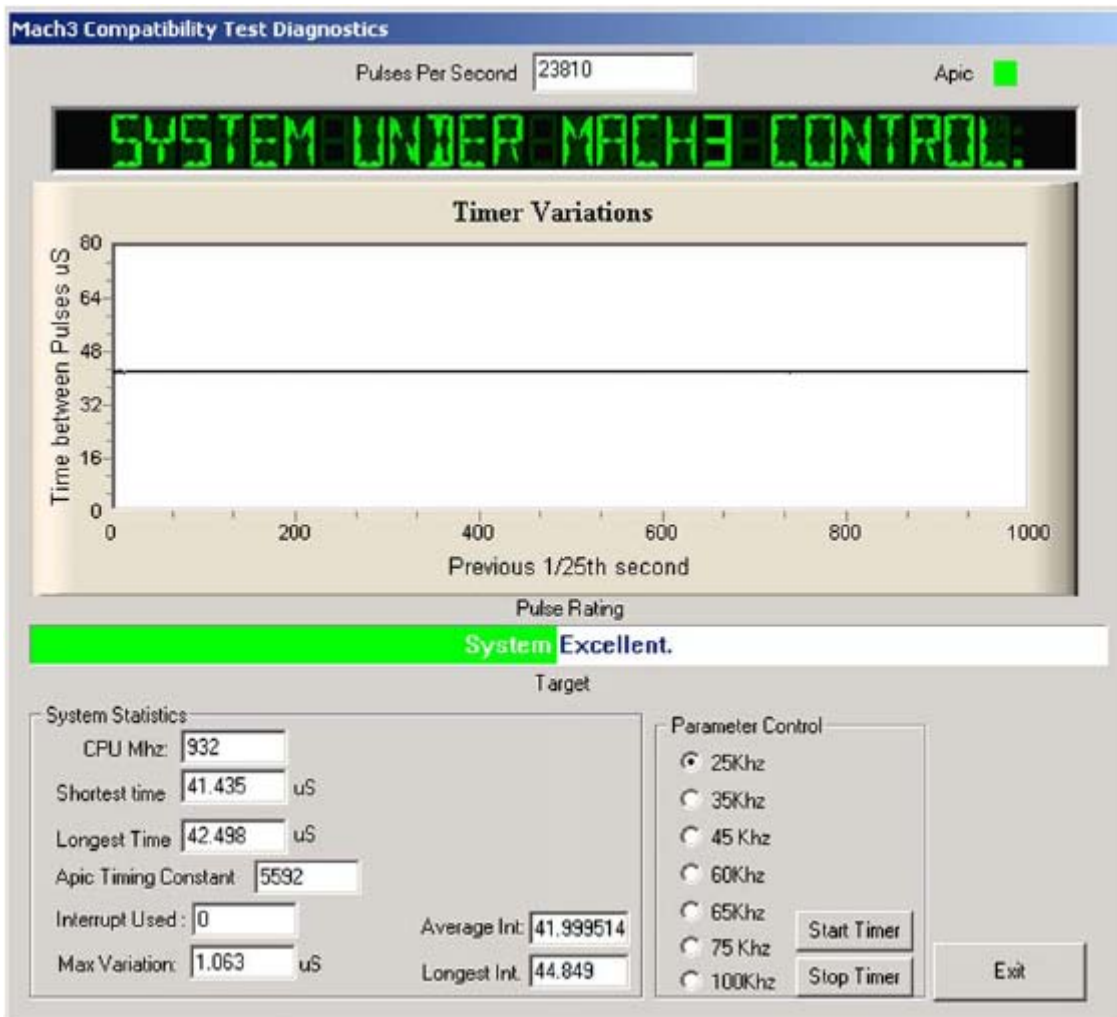 Mach3 Compatibility Test Diagnostics
Pulses Per Second 23810
Apic
SYSTEM UNDER MACH3 CONTROL.
Timer Variations
Time between Pulses uS
80
64
48
32
16
0
0 200 400 600 800 1000
Previous 1/25th second
Pulse Rating
System Excellent.
Target
System Statistics
CPU Mhz: 932
Shortest time 41.435 uS
Longest Time 42.498 uS
Apic Timing Constant 5592
Interrupt Used : 0
Max Variation: 1.063 uS
Average Int: 41.999514
Longest Int. 44.849
Parameter Control
25Khz
35Khz
45 Khz
60Khz
65Khz
75 Khz
100Khz
Start Timer
Stop Timer
Exit